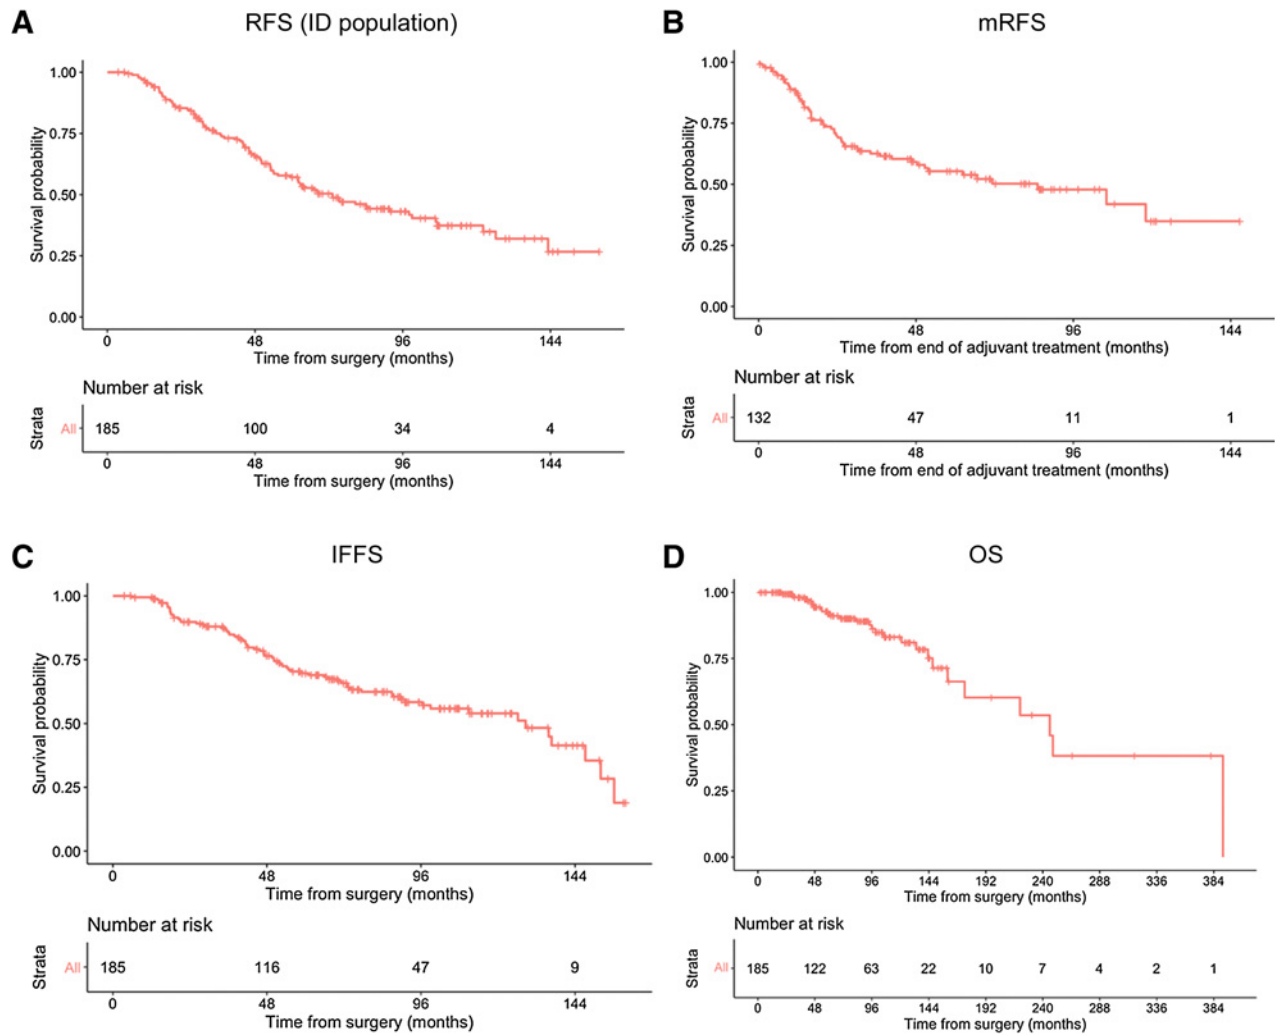 A
RFS (ID population)
Survival probability
1.00
0.75
0.50
0.25
0.00
0 48 96 144
Time from surgery (months)
Number at risk
Strata
All 185 100 34 4
0 48 96 144
Time from surgery (months)
B
mRFS
Survival probability
1.00
0.75
0.50
0.25
0.00
0 48 96 144
Time from end of adjuvant treatment (months)
Number at risk
Strata
All 132 47 11 1
0 48 96 144
Time from end of adjuvant treatment (months)
C
IFFS
Survival probability
1.00
0.75
0.50
0.25
0.00
0 48 96 144
Time from surgery (months)
Number at risk
Strata
All 185 116 47 9
0 48 96 144
Time from surgery (months)
D
OS
Survival probability
1.00
0.75
0.50
0.25
0.00
0 48 96 144 192 240 288 336 384
Time from surgery (months)
Number at risk
Strata
All 185 122 63 22 10 7 4 2 1
0 48 96 144 192 240 288 336 384
Time from surgery (months)